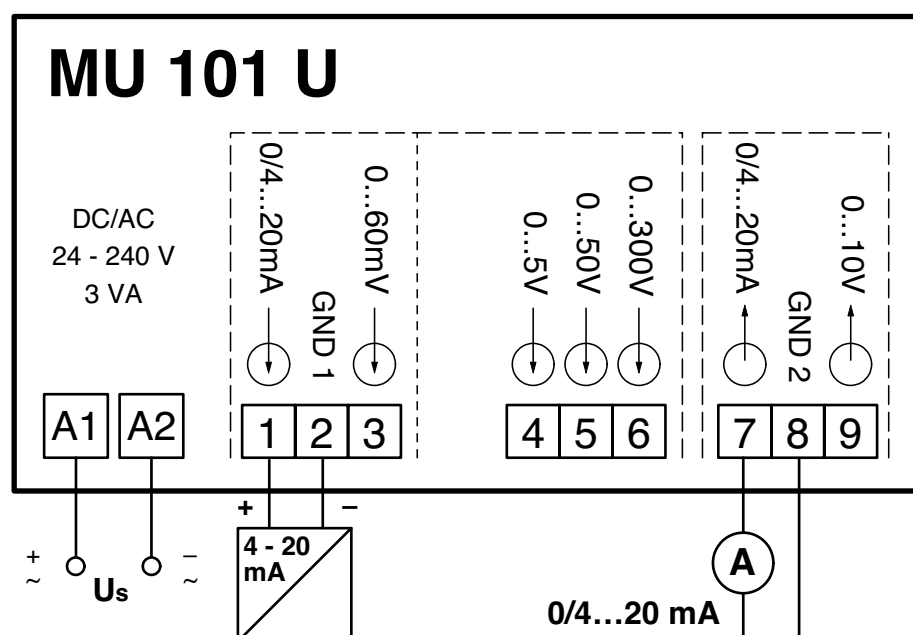 MU 101 U
DC/AC
24 - 240 V
3 VA
0/4...20mA
GND 1
0...60mV
0...5V
0...50V
0...300V
0/4...20mA
GND 2
0...10V
A1 A2 1 2 3 4 5 6 7 8 9
+ –
+ ~ Us – ~
4 - 20
mA
A
0/4...20 mA